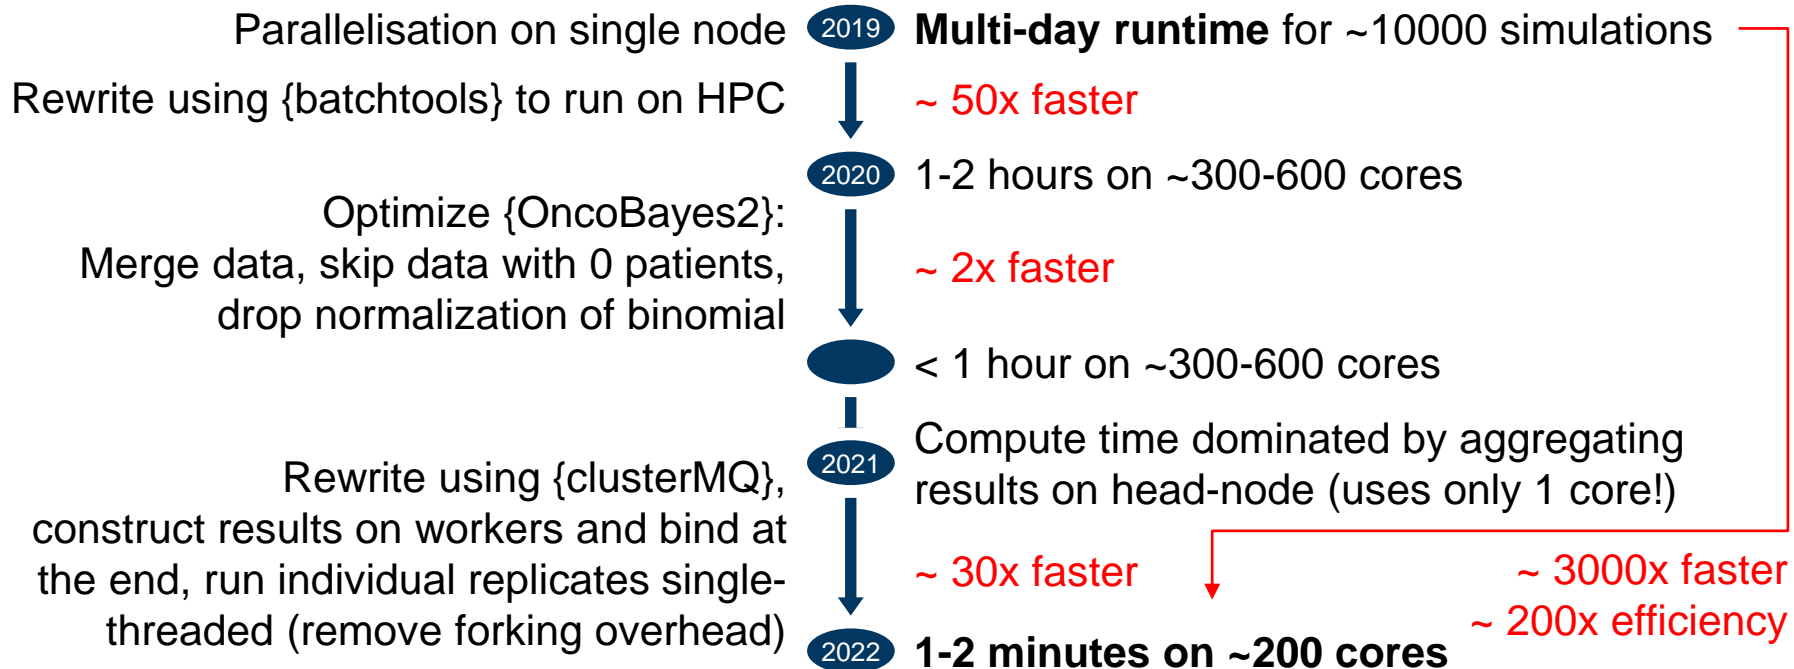 Parallelisation on single node 2019 Multi-day runtime for ~10000 simulations
Rewrite using {batchtools} to run on HPC ~ 50x faster
2020 1-2 hours on ~300-600 cores
Optimize {OncoBayes2}:
Merge data, skip data with 0 patients,
drop normalization of binomial
~ 2x faster
< 1 hour on ~300-600 cores
2021
Compute time dominated by aggregating
results on head-node (uses only 1 core!)
Rewrite using {clusterMQ},
construct results on workers and bind at
the end, run individual replicates single-
threaded (remove forking overhead)
~ 30x faster
~ 3000x faster
~ 200x efficiency
2022 1-2 minutes on ~200 cores